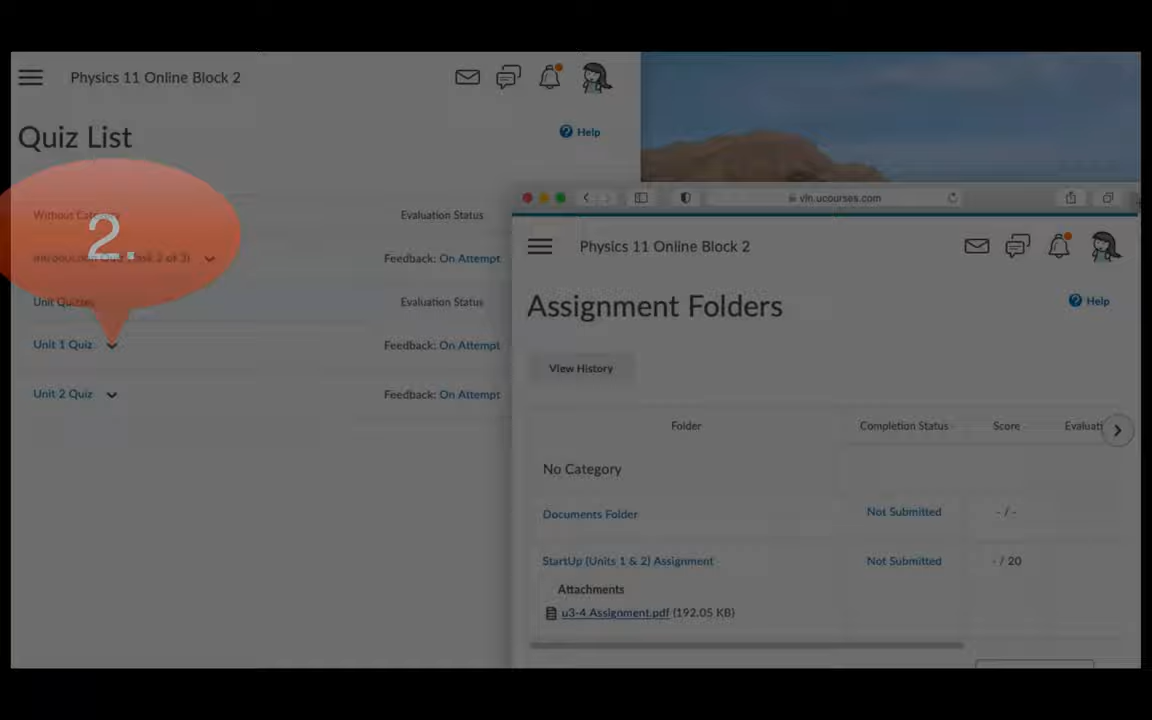 Physics 11 Online Block 2
Quiz List
Help
Without Category
Evaluation Status
2.
Feedback: On Attempt
Unit Quizzes
Evaluation Status
Unit 1 Quiz
Feedback: On Attempt
Unit 2 Quiz
Feedback: On Attempt
vln.ucourses.com
Physics 11 Online Block 2
Assignment Folders
Help
View History
Folder
Completion Status
Score
Evaluati
No Category
Documents Folder
Not Submitted
- / -
StartUp (Units 1 & 2) Assignment
Not Submitted
- / 20
Attachments
u3-4 Assignment.pdf (192.05 KB)